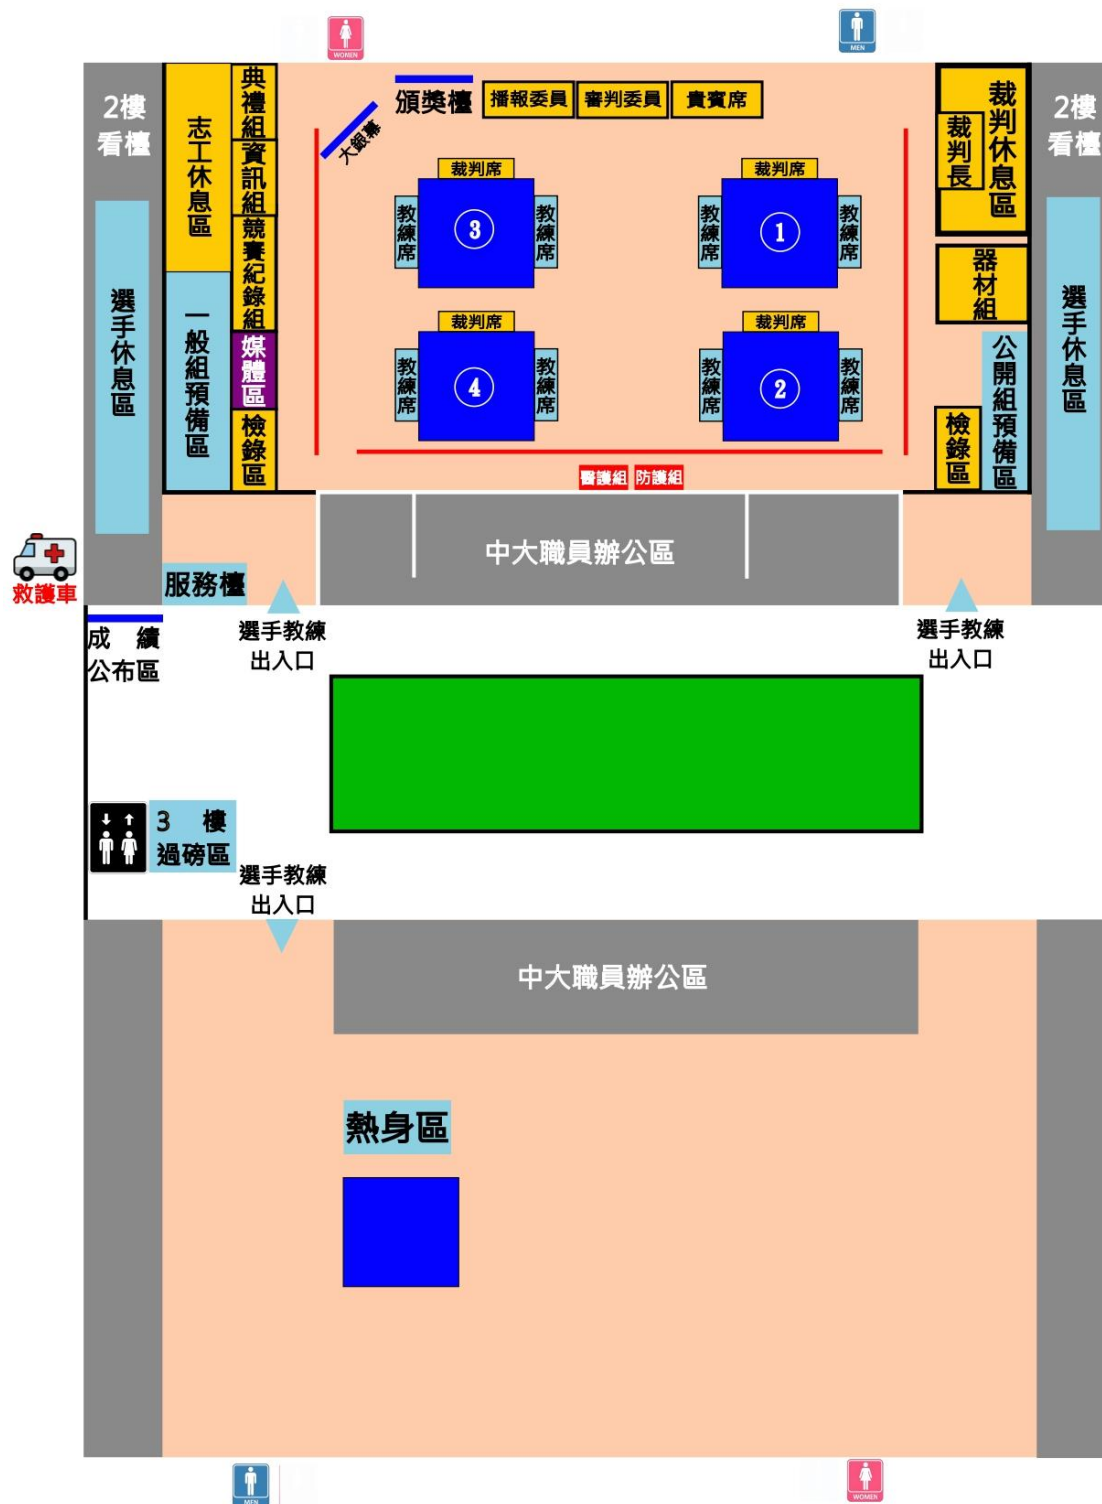 WOMEN
MEN
2樓
看檯
志工休息區
典禮組
資訊組
競賽紀錄組
媒體區
檢錄區
一般組預備區
選手休息區
大銀幕
頒獎檯
播報委員
審判委員
貴賓席
裁判席
教練席
3
教練席
裁判席
教練席
1
教練席
裁判席
教練席
4
教練席
裁判席
教練席
2
教練席
裁判休息區
裁判長
器材組
公開組預備區
檢錄區
2樓
看檯
選手休息區
醫護組
防護組
中大職員辦公區
救護車
服務檯
成 績
公布區
選手教練
出入口
選手教練
出入口
3 樓
過磅區
選手教練
出入口
中大職員辦公區
熱身區
MEN
WOMEN